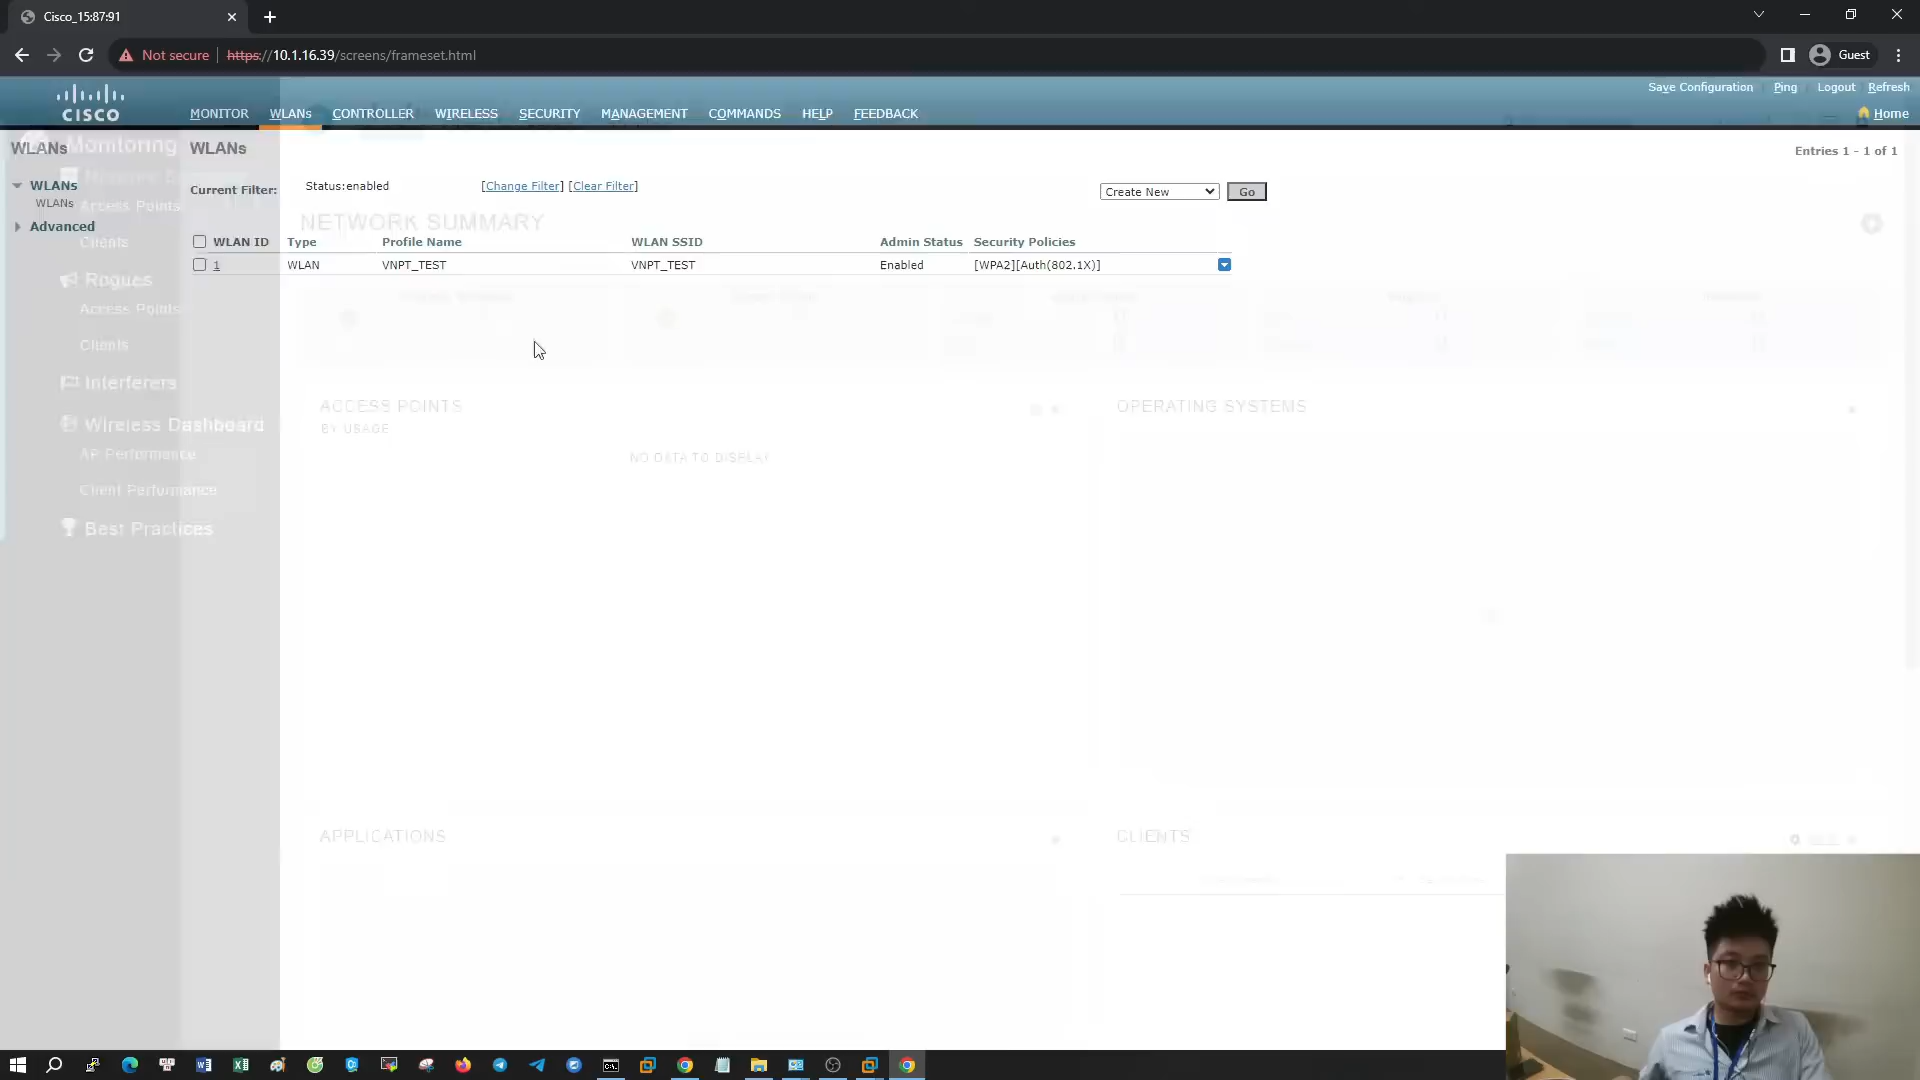 Cisco_15:87:91
Not secure https://10.1.16.39/screens/frameset.html Guest
Save Configuration Ping Logout Refresh
CISCO MONITOR WLANs CONTROLLER WIRELESS SECURITY MANAGEMENT COMMANDS HELP FEEDBACK Home
WLANs Monitoring WLANs Entries 1 - 1 of 1
WLANs
WLANs
Advanced
Current Filter: Status:enabled [Change Filter] [Clear Filter] Create New Go
Access Points
NETWORK SUMMARY
Clients
WLAN ID Type Profile Name WLAN SSID Admin Status Security Policies
1 WLAN VNPT_TEST VNPT_TEST Enabled [WPA2][Auth(802.1X)]
Rogues
Access Points
Clients
Interferers
Wireless Dashboard
AP Performance
Client Performance
Best Practices
ACCESS POINTS
BY USAGE
NO DATA TO DISPLAY
OPERATING SYSTEMS
APPLICATIONS
CLIENTS